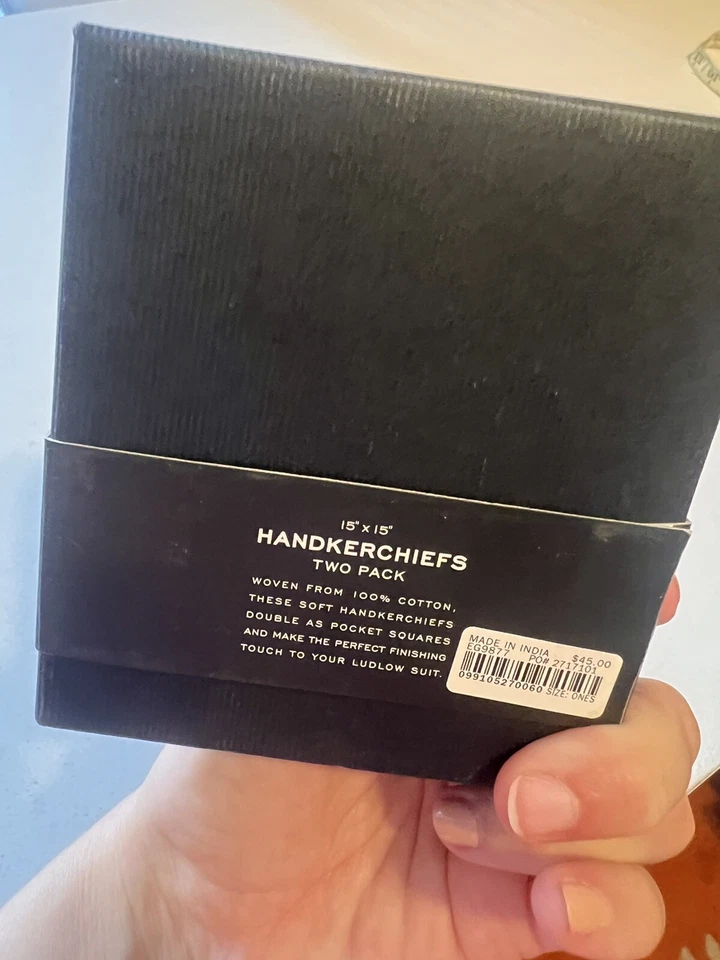 15" x 15"
HANDKERCHIEFS
TWO PACK
WOVEN FROM 100% COTTON,
THESE SOFT HANDKERCHIEFS
DOUBLE AS POCKET SQUARES
AND MAKE THE PERFECT FINISHING
TOUCH TO YOUR LUDLOW SUIT.
MADE IN INDIA $45.00
EG9877 PO# 2717101
099105270060 SIZE: ONES